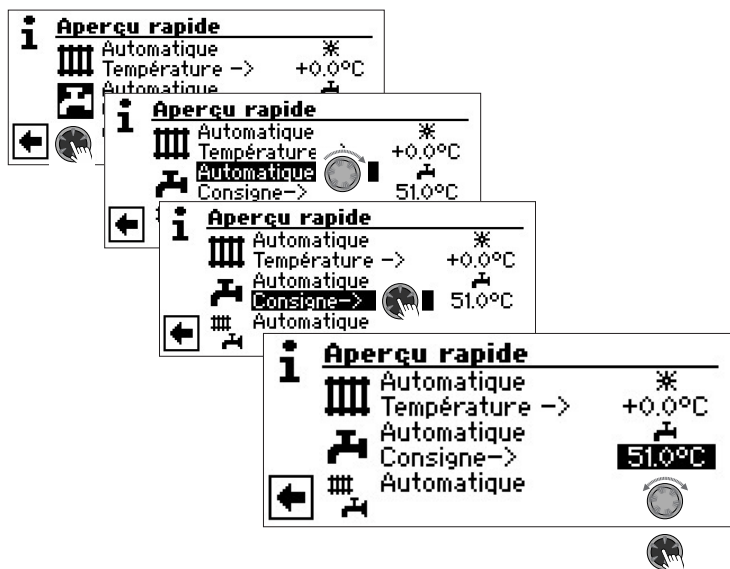 i Aperçu rapide
Automatique
Température -> +0.0°C
Automatique
i Aperçu rapide
Automatique
Température +0.0°C
Automatique
Consigne-> 51.0°C
i Aperçu rapide
Automatique
Température -> +0.0°C
Automatique
Consigne-> 51.0°C
Automatique
i Aperçu rapide
Automatique
Température -> +0.0°C
Automatique
Consigne-> 51.0°C
Automatique